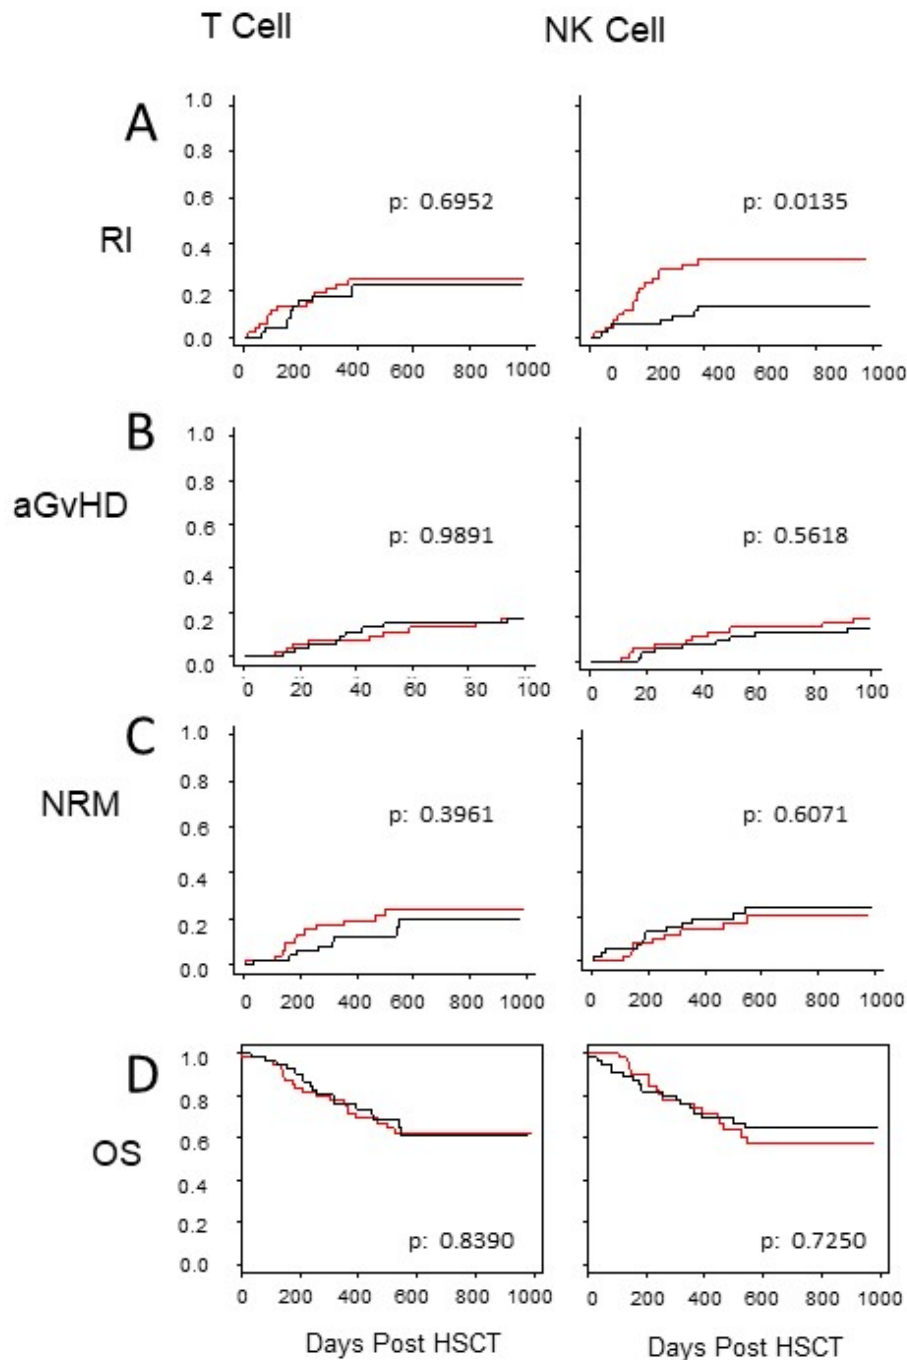 T Cell NK Cell
A
RI
1.0
0.8
0.6
0.4
0.2
0.0
p: 0.6952
p: 0.0135
0 200 400 600 800 1000
0 200 400 600 800 1000
B
aGvHD
1.0
0.8
0.6
0.4
0.2
0.0
p: 0.9891
p: 0.5618
0 20 40 60 80 100
0 20 40 60 80 100
C
NRM
1.0
0.8
0.6
0.4
0.2
0.0
p: 0.3961
p: 0.6071
0 200 400 600 800 1000
0 200 400 600 800 1000
D
OS
1.0
0.8
0.6
0.4
0.2
0.0
p: 0.8390
p: 0.7250
0 200 400 600 800 1000
0 200 400 600 800 1000
Days Post HSCT Days Post HSCT